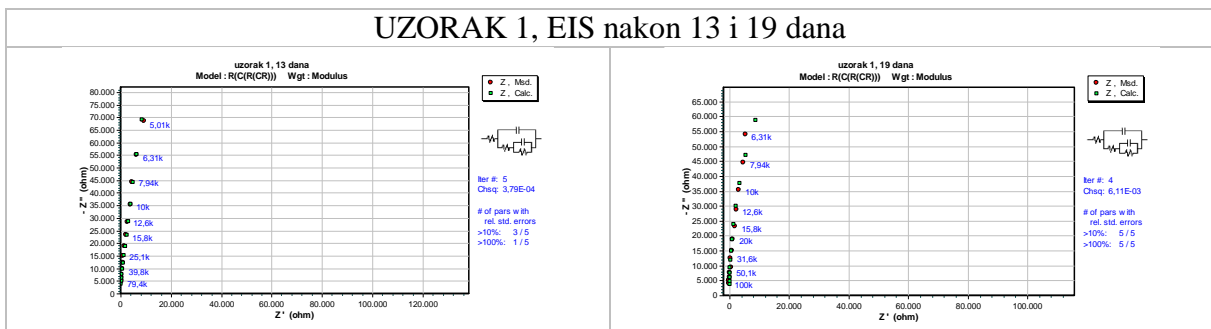 UZORAK 1, EIS nakon 13 i 19 dana
uzorak 1, 13 dana
Model : R(C(R(CR))) Wgt : Modulus
Z , Msd.
Z , Calc.
80.000
75.000
70.000
65.000
60.000
55.000
50.000
45.000
40.000
35.000
30.000
25.000
20.000
15.000
10.000
5.000
0
- Z'' (ohm)
5,01k
6,31k
7,94k
10k
12,6k
15,8k
25,1k
39,8k
79,4k
0
20.000
40.000
60.000
80.000
100.000
120.000
Z ' (ohm)
Iter #: 5
Chsq: 3,79E-04
# of pars with
rel. std. errors
>10%: 3 / 5
>100%: 1 / 5
uzorak 1, 19 dana
Model : R(C(R(CR))) Wgt : Modulus
Z , Msd.
Z , Calc.
65.000
60.000
55.000
50.000
45.000
40.000
35.000
30.000
25.000
20.000
15.000
10.000
5.000
0
- Z'' (ohm)
6,31k
7,94k
10k
12,6k
15,8k
20k
31,6k
50,1k
100k
0
20.000
40.000
60.000
80.000
100.000
Z ' (ohm)
Iter #: 4
Chsq: 6,11E-03
# of pars with
rel. std. errors
>10%: 5 / 5
>100%: 5 / 5